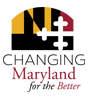 CHANGING
Maryland
for the Better